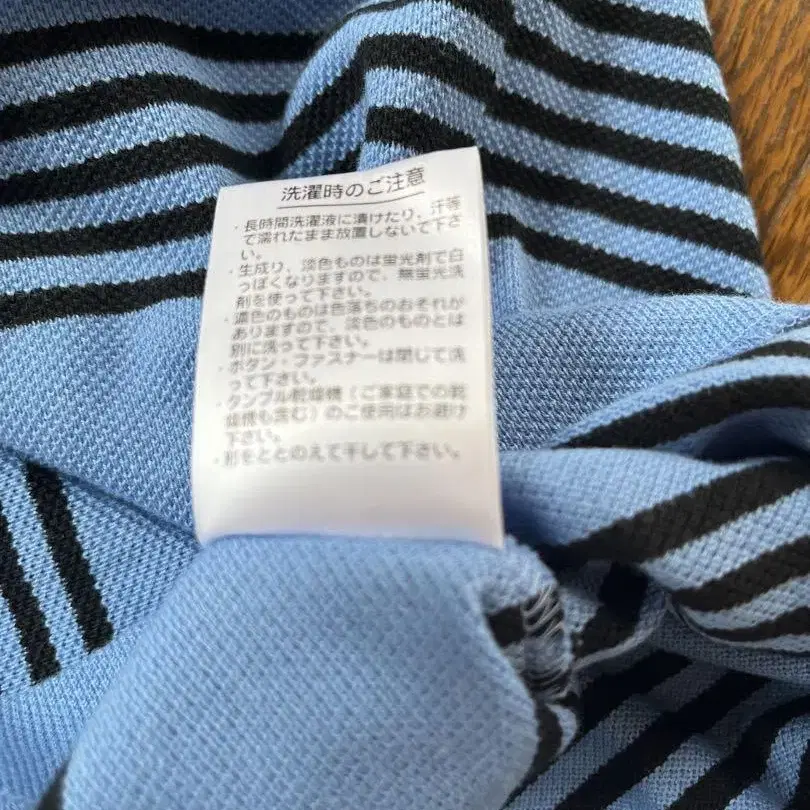 洗濯時のご注意
・長時間洗濯液に漬けたり、汗等
で濡れたまま放置しないで下さ
い。
・生成り、淡色ものは蛍光剤で白
っぽくなりますので、無蛍光洗
剤を使って下さい。
・濃色のものは色落ちのおそれが
ありますので、淡色のものとは
別に洗って下さい。
・ボタン・ファスナーは閉じて洗
って下さい。
・タンブル乾燥機（ご家庭での乾
燥機も含む）のご使用はお避け
下さい。
・形をととのえて干して下さい。